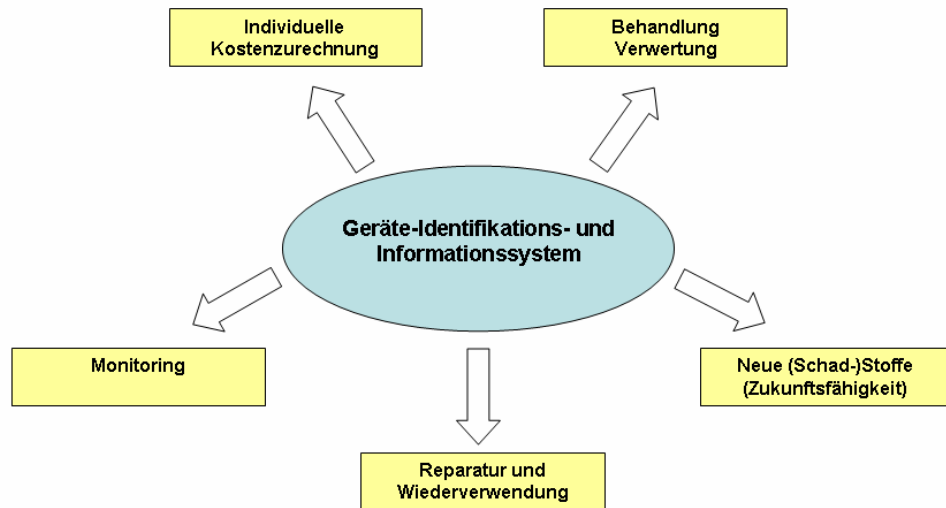 Individuelle
Kostenzurechnung
Behandlung
Verwertung
Geräte-Identifikations- und
Informationssystem
Monitoring
Neue (Schad-)Stoffe
(Zukunftsfähigkeit)
Reparatur und
Wiederverwendung